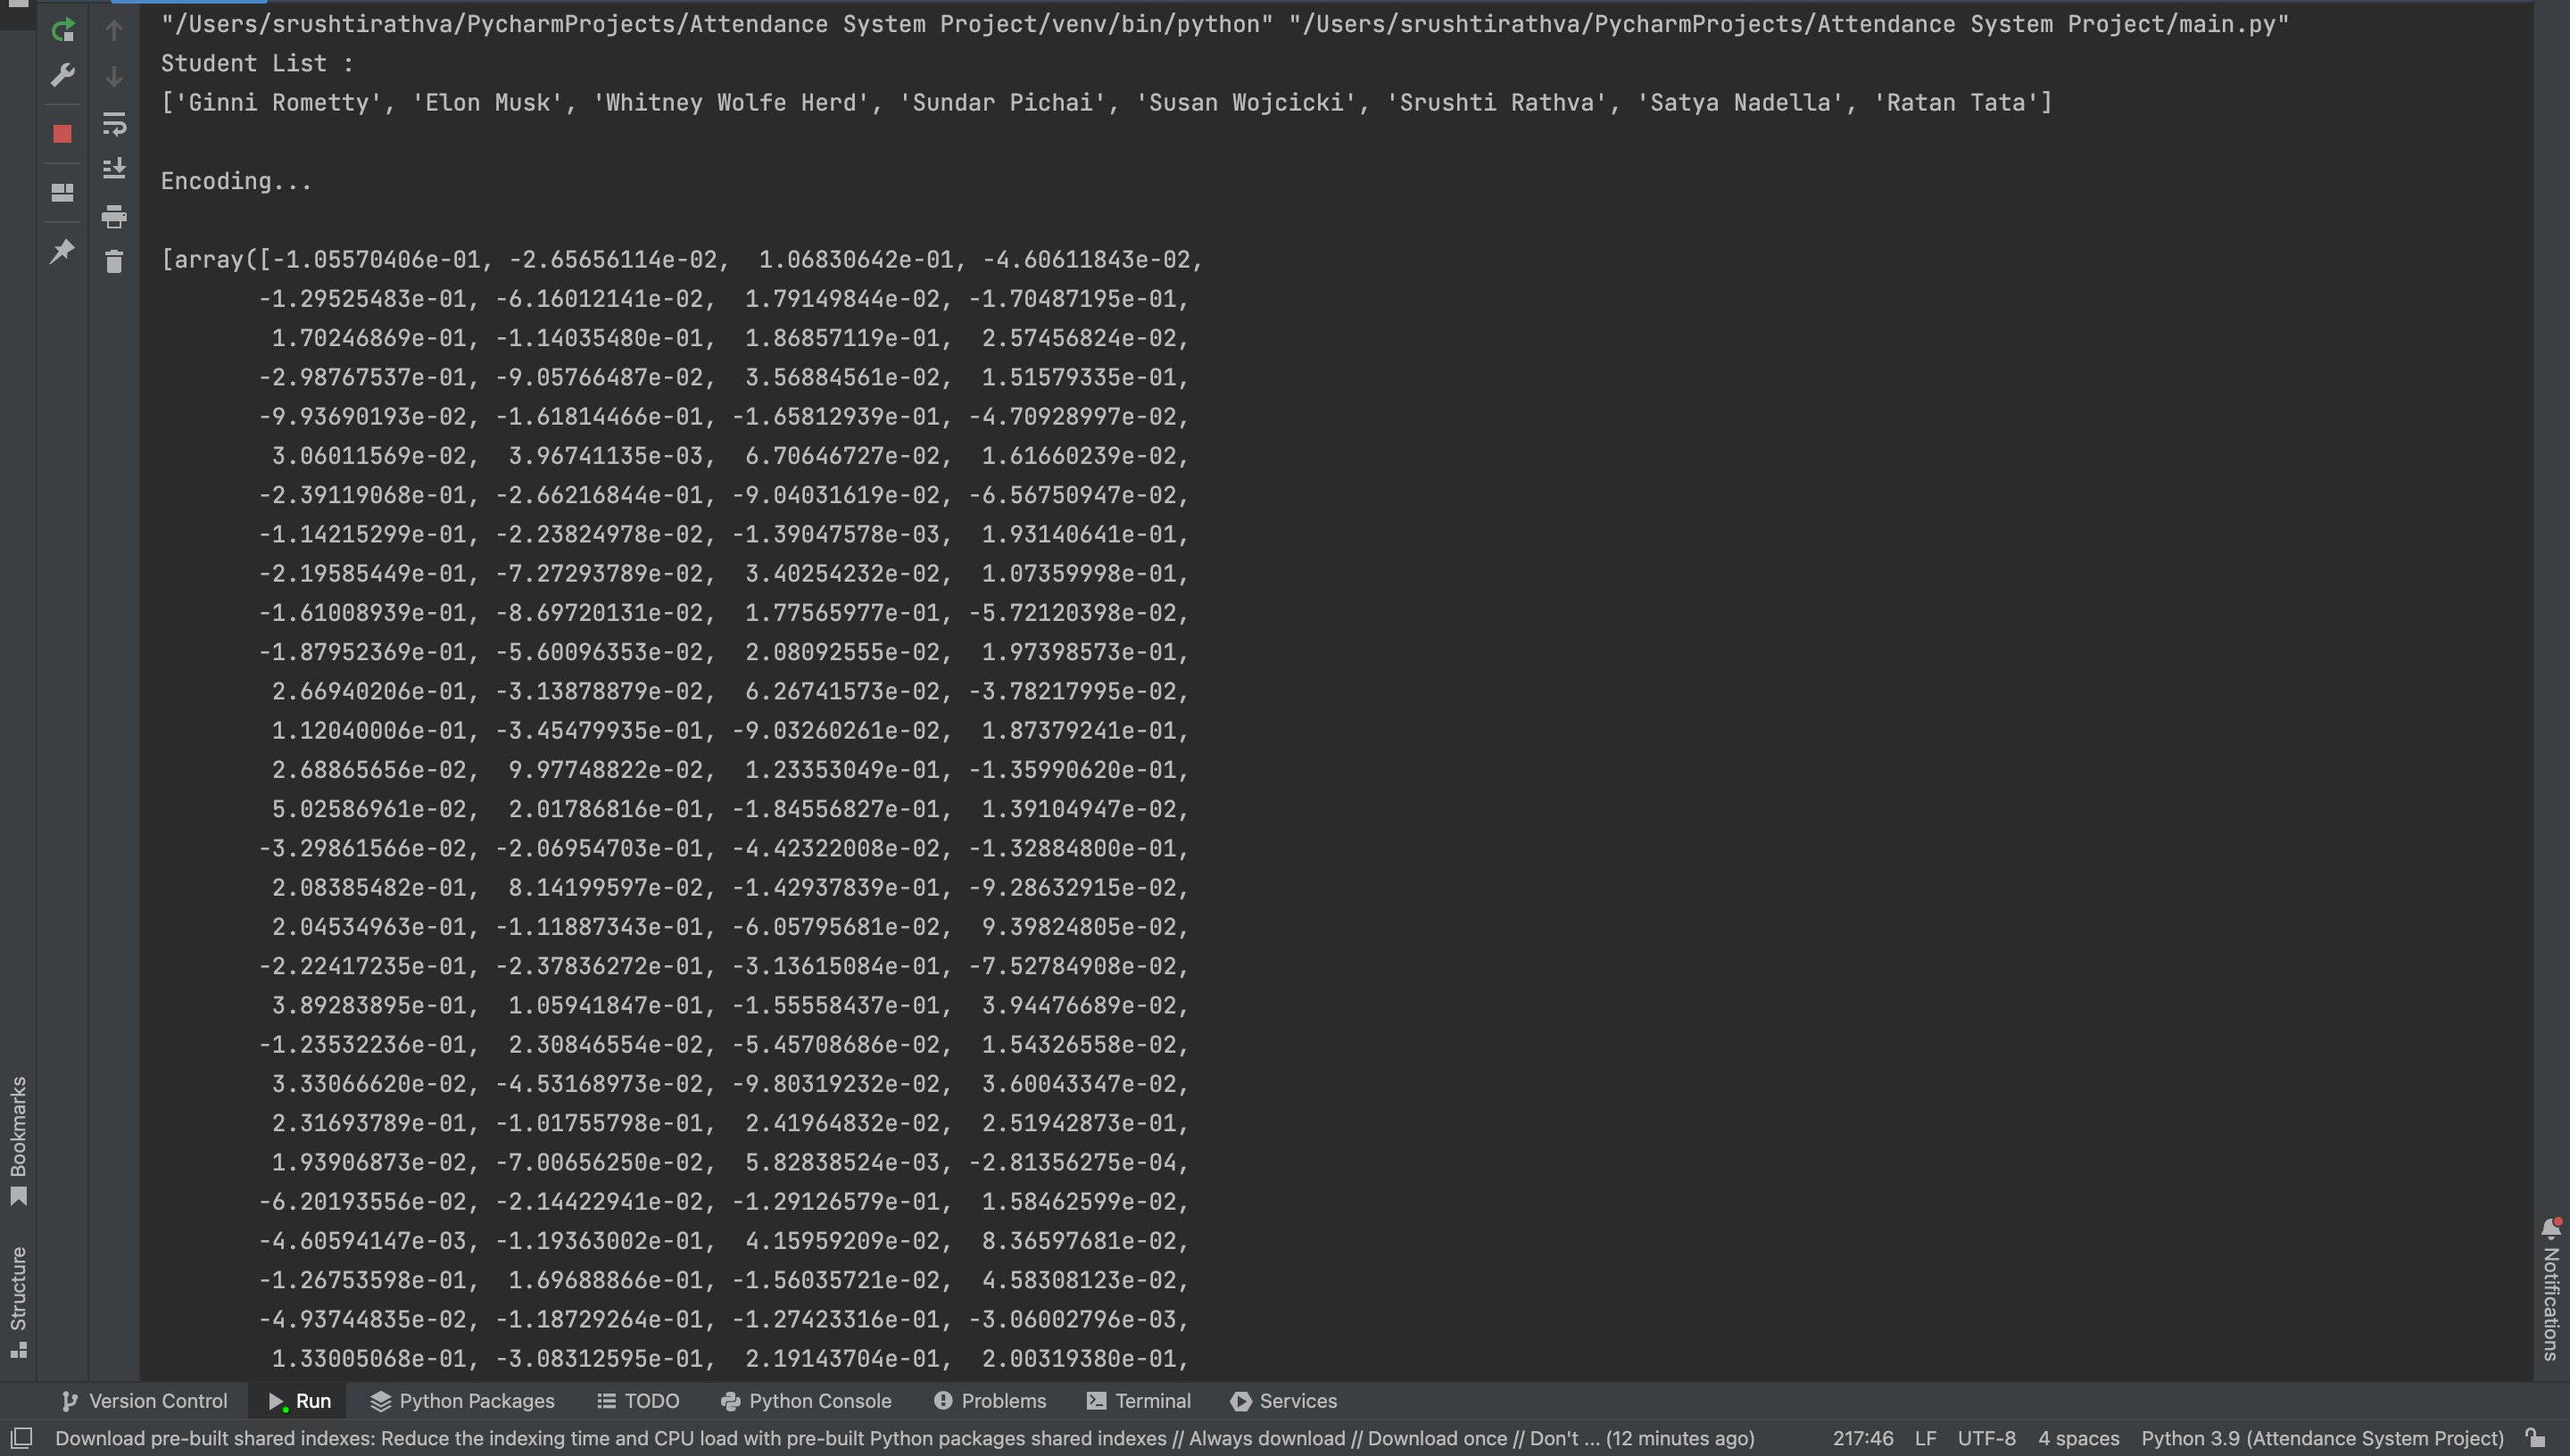 "/Users/srushtirathva/PycharmProjects/Attendance System Project/venv/bin/python" "/Users/srushtirathva/PycharmProjects/Attendance System Project/main.py"
Student List :
['Ginni Rometty', 'Elon Musk', 'Whitney Wolfe Herd', 'Sundar Pichai', 'Susan Wojcicki', 'Srushti Rathva', 'Satya Nadella', 'Ratan Tata']
Encoding...
[array([-1.05570406e-01, -2.65656114e-02,  1.06830642e-01, -4.60611843e-02,
-1.29525483e-01, -6.16012141e-02,  1.79149844e-02, -1.70487195e-01,
1.70246869e-01, -1.14035480e-01,  1.86857119e-01,  2.57456824e-02,
-2.98767537e-01, -9.05766487e-02,  3.56884561e-02,  1.51579335e-01,
-9.93690193e-02, -1.61814466e-01, -1.65812939e-01, -4.70928997e-02,
3.06011569e-02,  3.96741135e-03,  6.70646727e-02,  1.61660239e-02,
-2.39119068e-01, -2.66216844e-01, -9.04031619e-02, -6.56750947e-02,
-1.14215299e-01, -2.23824978e-02, -1.39047578e-03,  1.93140641e-01,
-2.19585449e-01, -7.27293789e-02,  3.40254232e-02,  1.07359998e-01,
-1.61008939e-01, -8.69720131e-02,  1.77565977e-01, -5.72120398e-02,
-1.87952369e-01, -5.60096353e-02,  2.08092555e-02,  1.97398573e-01,
2.66940206e-01, -3.13878879e-02,  6.26741573e-02, -3.78217995e-02,
1.12040006e-01, -3.45479935e-01, -9.03260261e-02,  1.87379241e-01,
2.68865656e-02,  9.97748822e-02,  1.23353049e-01, -1.35990620e-01,
5.02586961e-02,  2.01786816e-01, -1.84556827e-01,  1.39104947e-02,
-3.29861566e-02, -2.06954703e-01, -4.42322008e-02, -1.32884800e-01,
2.08385482e-01,  8.14199597e-02, -1.42937839e-01, -9.28632915e-02,
2.04534963e-01, -1.11887343e-01, -6.05795681e-02,  9.39824805e-02,
-2.22417235e-01, -2.37836272e-01, -3.13615084e-01, -7.52784908e-02,
3.89283895e-01,  1.05941847e-01, -1.55558437e-01,  3.94476689e-02,
-1.23532236e-01,  2.30846554e-02, -5.45708686e-02,  1.54326558e-02,
3.33066620e-02, -4.53168973e-02, -9.80319232e-02,  3.60043347e-02,
2.31693789e-01, -1.01755798e-01,  2.41964832e-02,  2.51942873e-01,
1.93906873e-02, -7.00656250e-02,  5.82838524e-03, -2.81356275e-04,
-6.20193556e-02, -2.14422941e-02, -1.29126579e-01,  1.58462599e-02,
-4.60594147e-03, -1.19363002e-01,  4.15959209e-02,  8.36597681e-02,
-1.26753598e-01,  1.69688866e-01, -1.56035721e-02,  4.58308123e-02,
-4.93744835e-02, -1.18729264e-01, -1.27423316e-01, -3.06002796e-03,
1.33005068e-01, -3.08312595e-01,  2.19143704e-01,  2.00319380e-01,
Bookmarks
Structure
Notifications
Version Control Run Python Packages TODO Python Console Problems Terminal Services
Download pre-built shared indexes: Reduce the indexing time and CPU load with pre-built Python packages shared indexes // Always download // Download once // Don't ... (12 minutes ago) 217:46 LF UTF-8 4 spaces Python 3.9 (Attendance System Project)